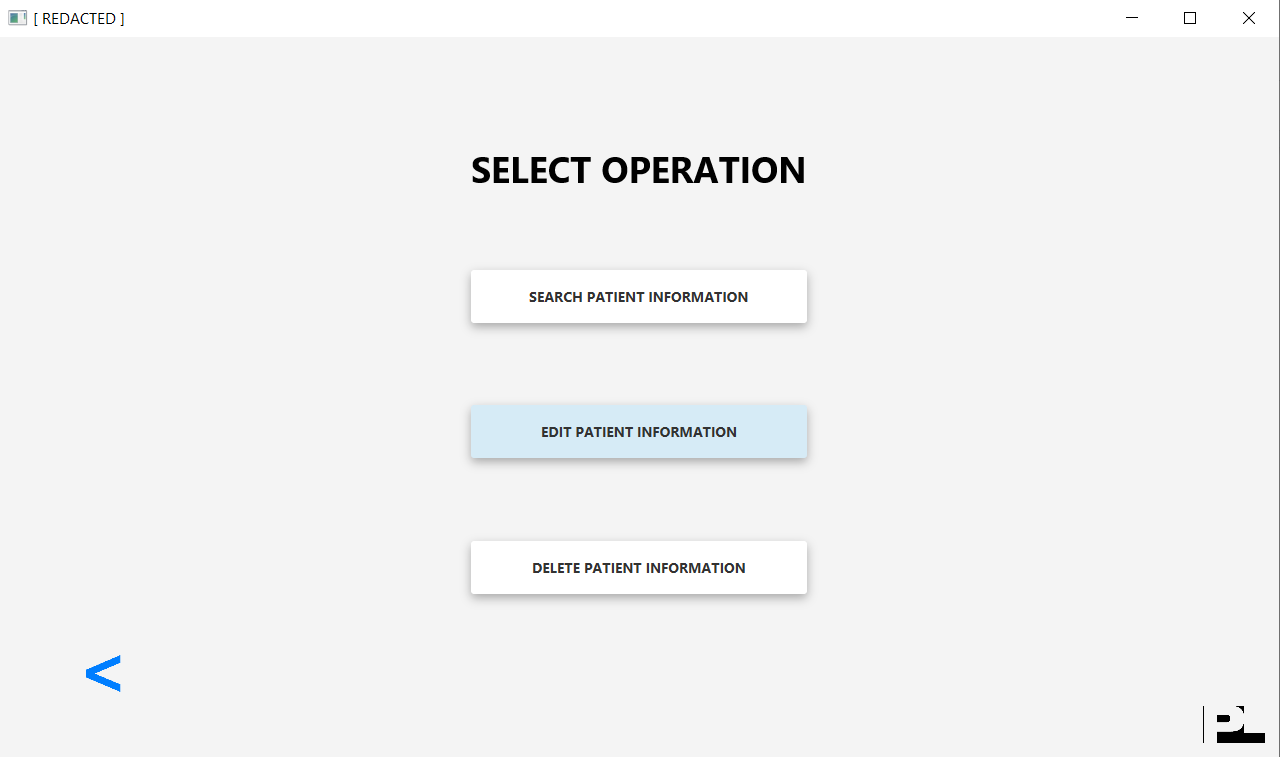 [ REDACTED ]
SELECT OPERATION
SEARCH PATIENT INFORMATION
EDIT PATIENT INFORMATION
DELETE PATIENT INFORMATION
<